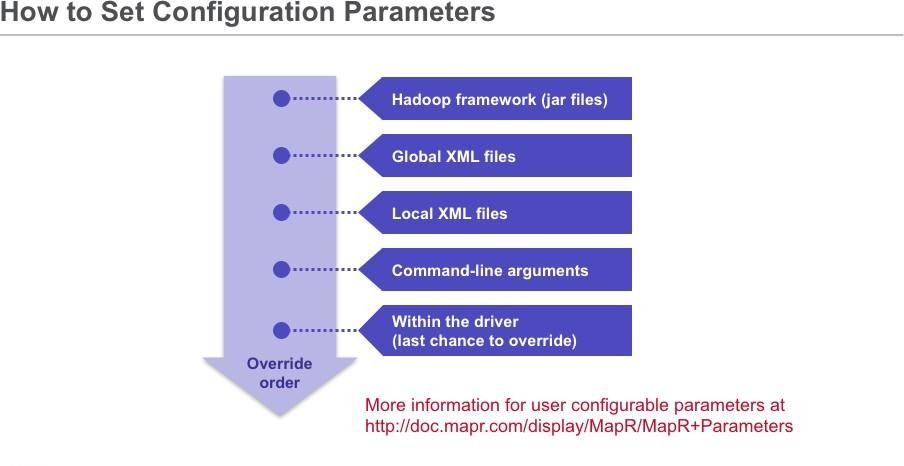 How to Set Configuration Parameters
Hadoop framework (jar files)
Global XML files
Local XML files
Command-line arguments
Within the driver
(last chance to override)
Override
order
More information for user configurable parameters at
http://doc.mapr.com/display/MapR/MapR+Parameters